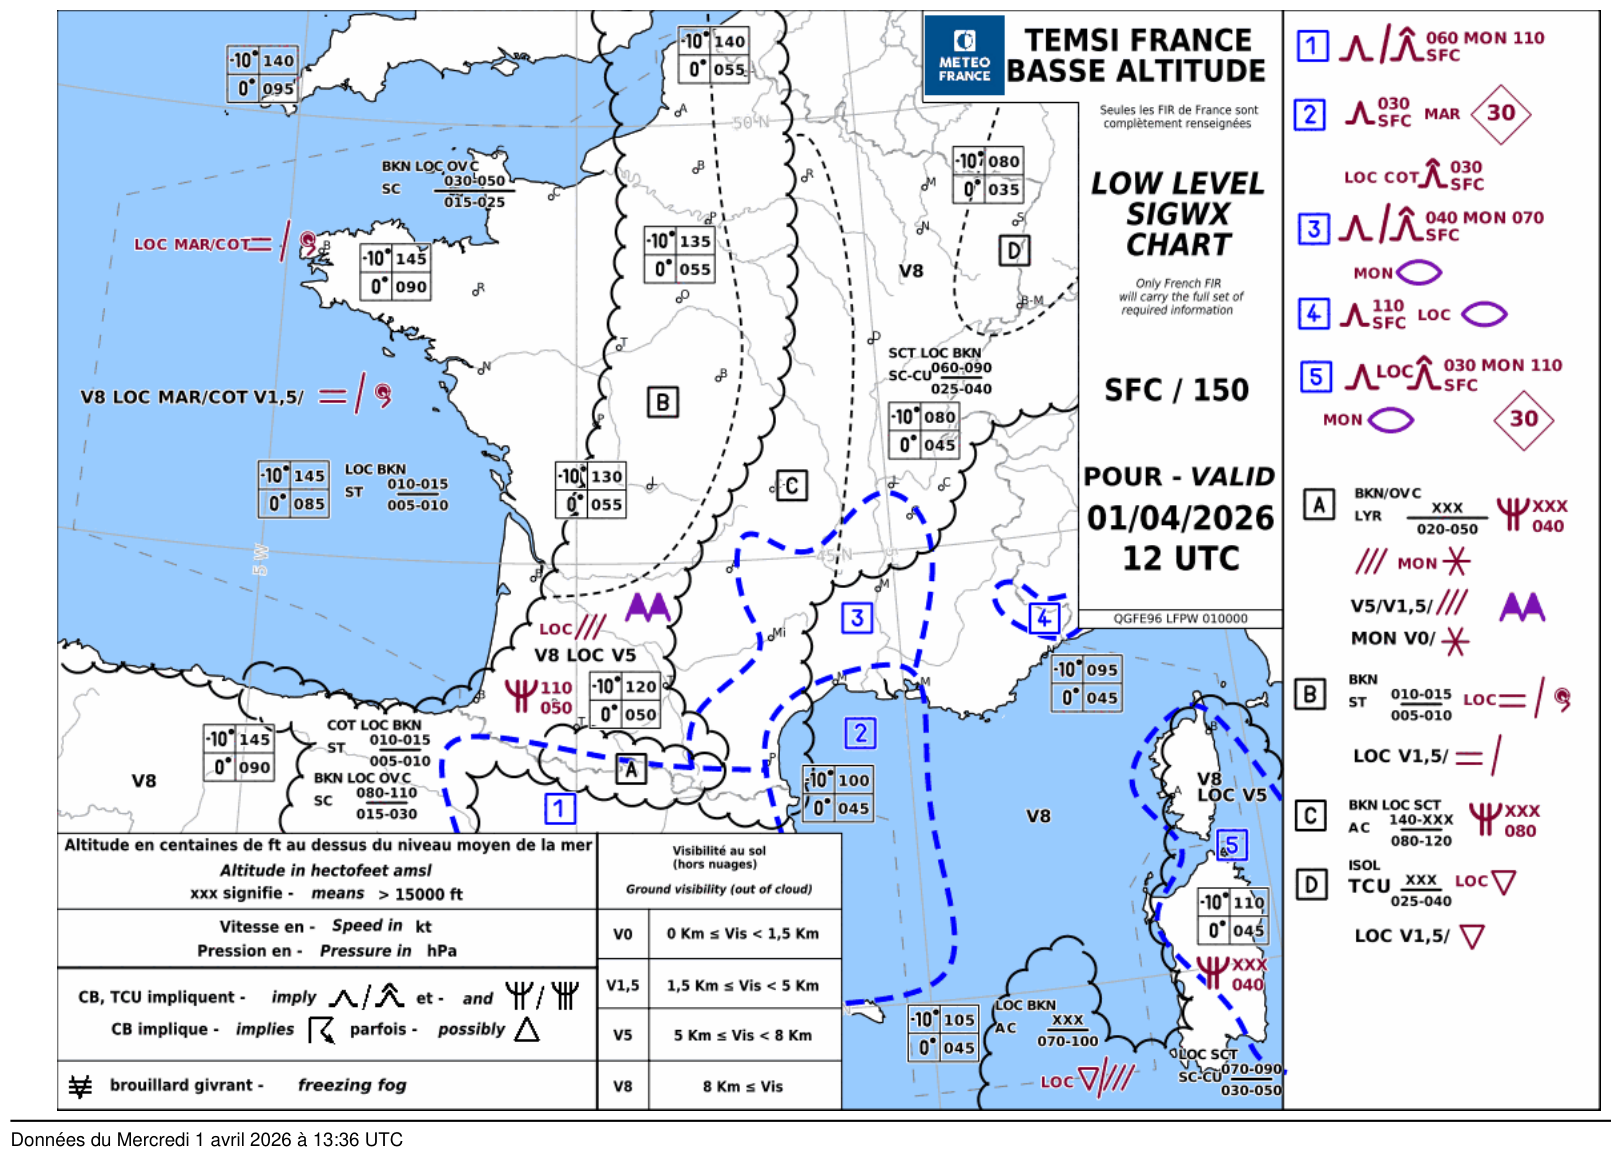 METEO
FRANCE
TEMSI FRANCE
BASSE ALTITUDE
Seules les FIR de France sont
complètement renseignées
LOW LEVEL
SIGWX
CHART
Only French FIR
will carry the full set of
required information
SFC / 150
POUR - VALID
01/04/2026
12 UTC
QGFE96 LFPW 010000
-10° 140
0° 095
-10° 140
0° 055
50 N
A
B
R
P
C
C
BKN LOC OVC
SC 030-050
015-025
-10° 080
0° 035
M
N
S
D
B-M
V8
LOC MAR/COT
B
-10° 145
0° 090
R
-10° 135
0° 055
O
T
B
D
N
P
L
V8 LOC MAR/COT V1,5/
B
SCT LOC BKN
SC-CU 060-090
025-040
-10° 080
0° 045
-10° 145
0° 085
LOC BKN
ST 010-015
005-010
-10° 130
0° 055
C
L
C
G
5 W
45 N
B
A
M
LOC
V8 LOC V5
110
050
-10° 120
0° 050
Mi
3
4
N
-10° 095
0° 045
B
T
T
M
M
2
P
-10° 145
0° 090
V8
COT LOC BKN
ST 010-015
005-010
BKN LOC OVC
SC 080-110
015-030
A
1
-10° 100
0° 045
V8
B
A
V8
LOC V5
5
-10° 110
0° 045
XXX
040
-10° 105
0° 045
LOC BKN
AC XXX
070-100
LOC
LOC SCT
SC-CU 070-090
030-050
Altitude en centaines de ft au dessus du niveau moyen de la mer
Altitude in hectofeet amsl
xxx signifie - means > 15000 ft
Vitesse en - Speed in kt
Pression en - Pressure in hPa
CB, TCU impliquent - imply / et - and /
CB implique - implies parfois - possibly
brouillard givrant - freezing fog
Visibilité au sol
(hors nuages)
Ground visibility (out of cloud)
V0 0 Km ≤ Vis < 1,5 Km
V1,5 1,5 Km ≤ Vis < 5 Km
V5 5 Km ≤ Vis < 8 Km
V8 8 Km ≤ Vis
1 / 060 MON 110
SFC
2 030
SFC MAR 30
LOC COT 030
SFC
3 / 040 MON 070
SFC
MON
4 110
SFC LOC
5 LOC 030 MON 110
SFC
MON 30
A BKN/OVC
LYR XXX
020-050
XXX
040
MON
V5/V1,5/
MON V0/
B BKN
ST 010-015
005-010
LOC /
LOC V1,5/
C BKN LOC SCT
AC 140-XXX
080-120
XXX
080
D ISOL
TCU XXX
025-040
LOC
LOC V1,5/
Données du Mercredi 1 avril 2026 à 13:36 UTC